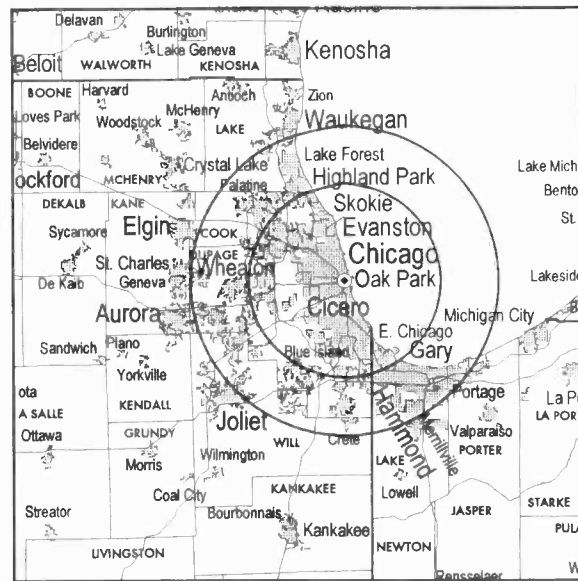 Delavan
Burlington
Lake Geneva
Kenosha
Beloit
WALWORTH
KENOSHA
BOONE
Harvard
Antioch
Zion
Loves Park
McHenry
Woodstock
LAKE
Waukegan
Belvidere
Crystal Lake
Lake Forest
ockford
MCHENRY
Palatine
Highland Park
Lake Mich
Bento
DEKALB
KANE
Skokie
St.
Sycamore
Elgin
COOK
Evanston
DUPAGE
Chicago
St. Charles
Wheaton
Oak Park
De Kalb
Geneva
Lakeside
Aurora
Cicero
Michigan City
E. Chicago
Sandwich
Plano
Blue Island
Gary
Yorkville
ota
KENDALL
Portage
La Po
A SALLE
Joliet
Hammond
LA POR
Ottawa
GRUNDY
WILL
Crete
Merrillville
Valparaiso
PORTER
Morris
Wilmington
LAKE
Lowell
Coal City
KANKAKEE
JASPER
STARKE
Streator
Bourbonnais
Kankakee
PULA
LIVINGSTON
NEWTON
W
Rensselaer